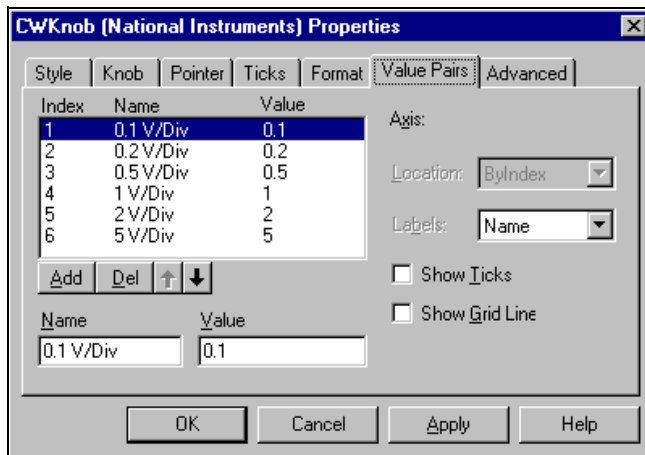 CWKnob (National Instruments) Properties
Style Knob Pointer Ticks Format Value Pairs Advanced
Index Name Value
1 0.1 V/Div 0.1
2 0.2 V/Div 0.2
3 0.5 V/Div 0.5
4 1 V/Div 1
5 2 V/Div 2
6 5 V/Div 5
Axis:
Location: ByIndex
Labels: Name
Add Del
Show Ticks
Show Grid Line
Name Value
0.1 V/Div 0.1
OK Cancel Apply Help